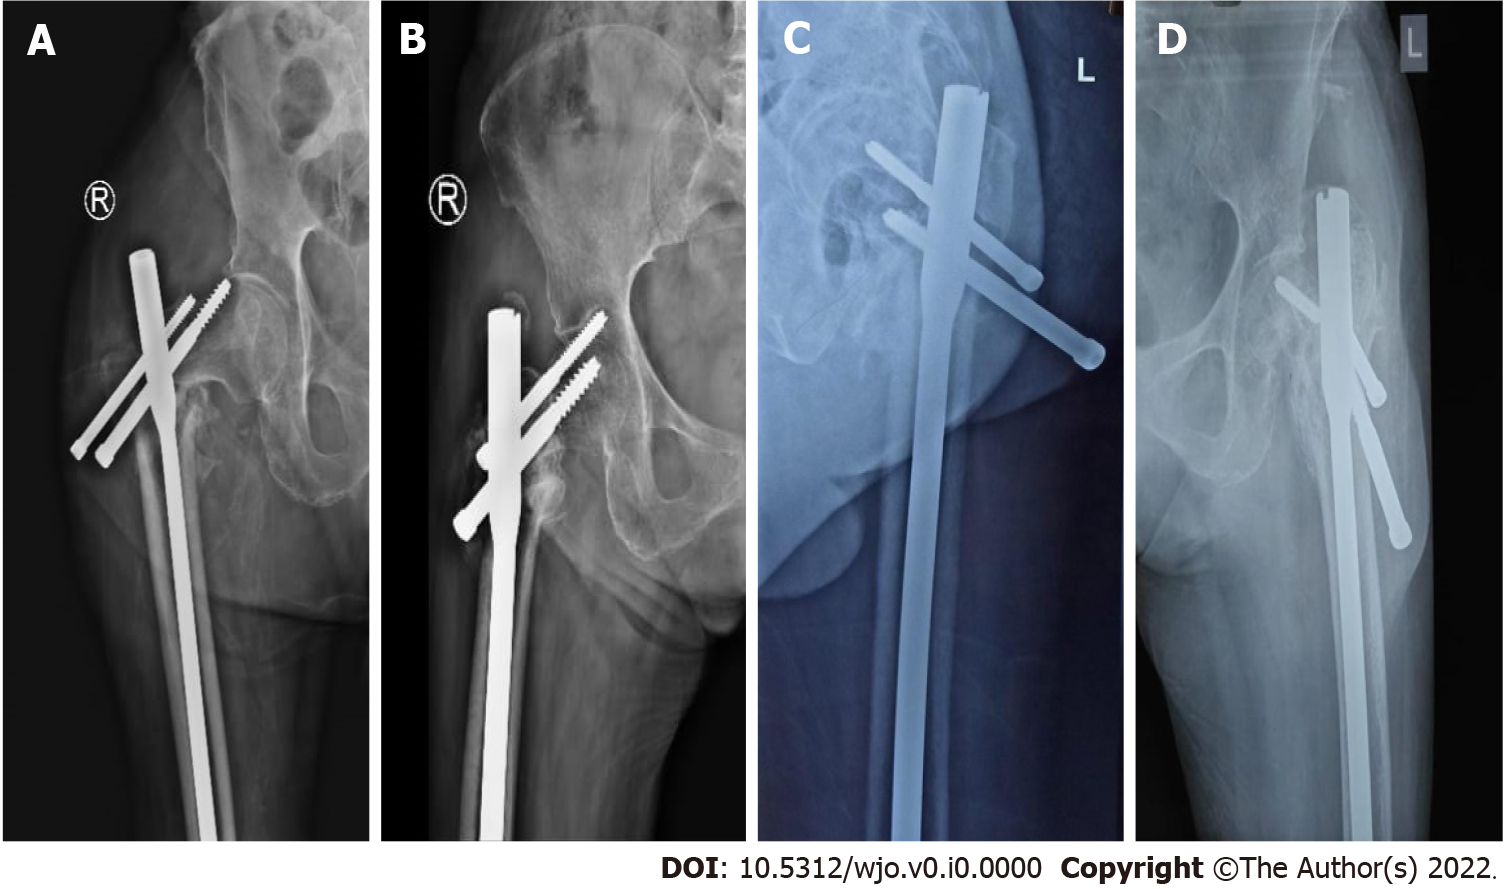 A
B
C
D
R
R
L
L
DOI: 10.5312/wjo.v0.i0.0000 Copyright ©The Author(s) 2022.